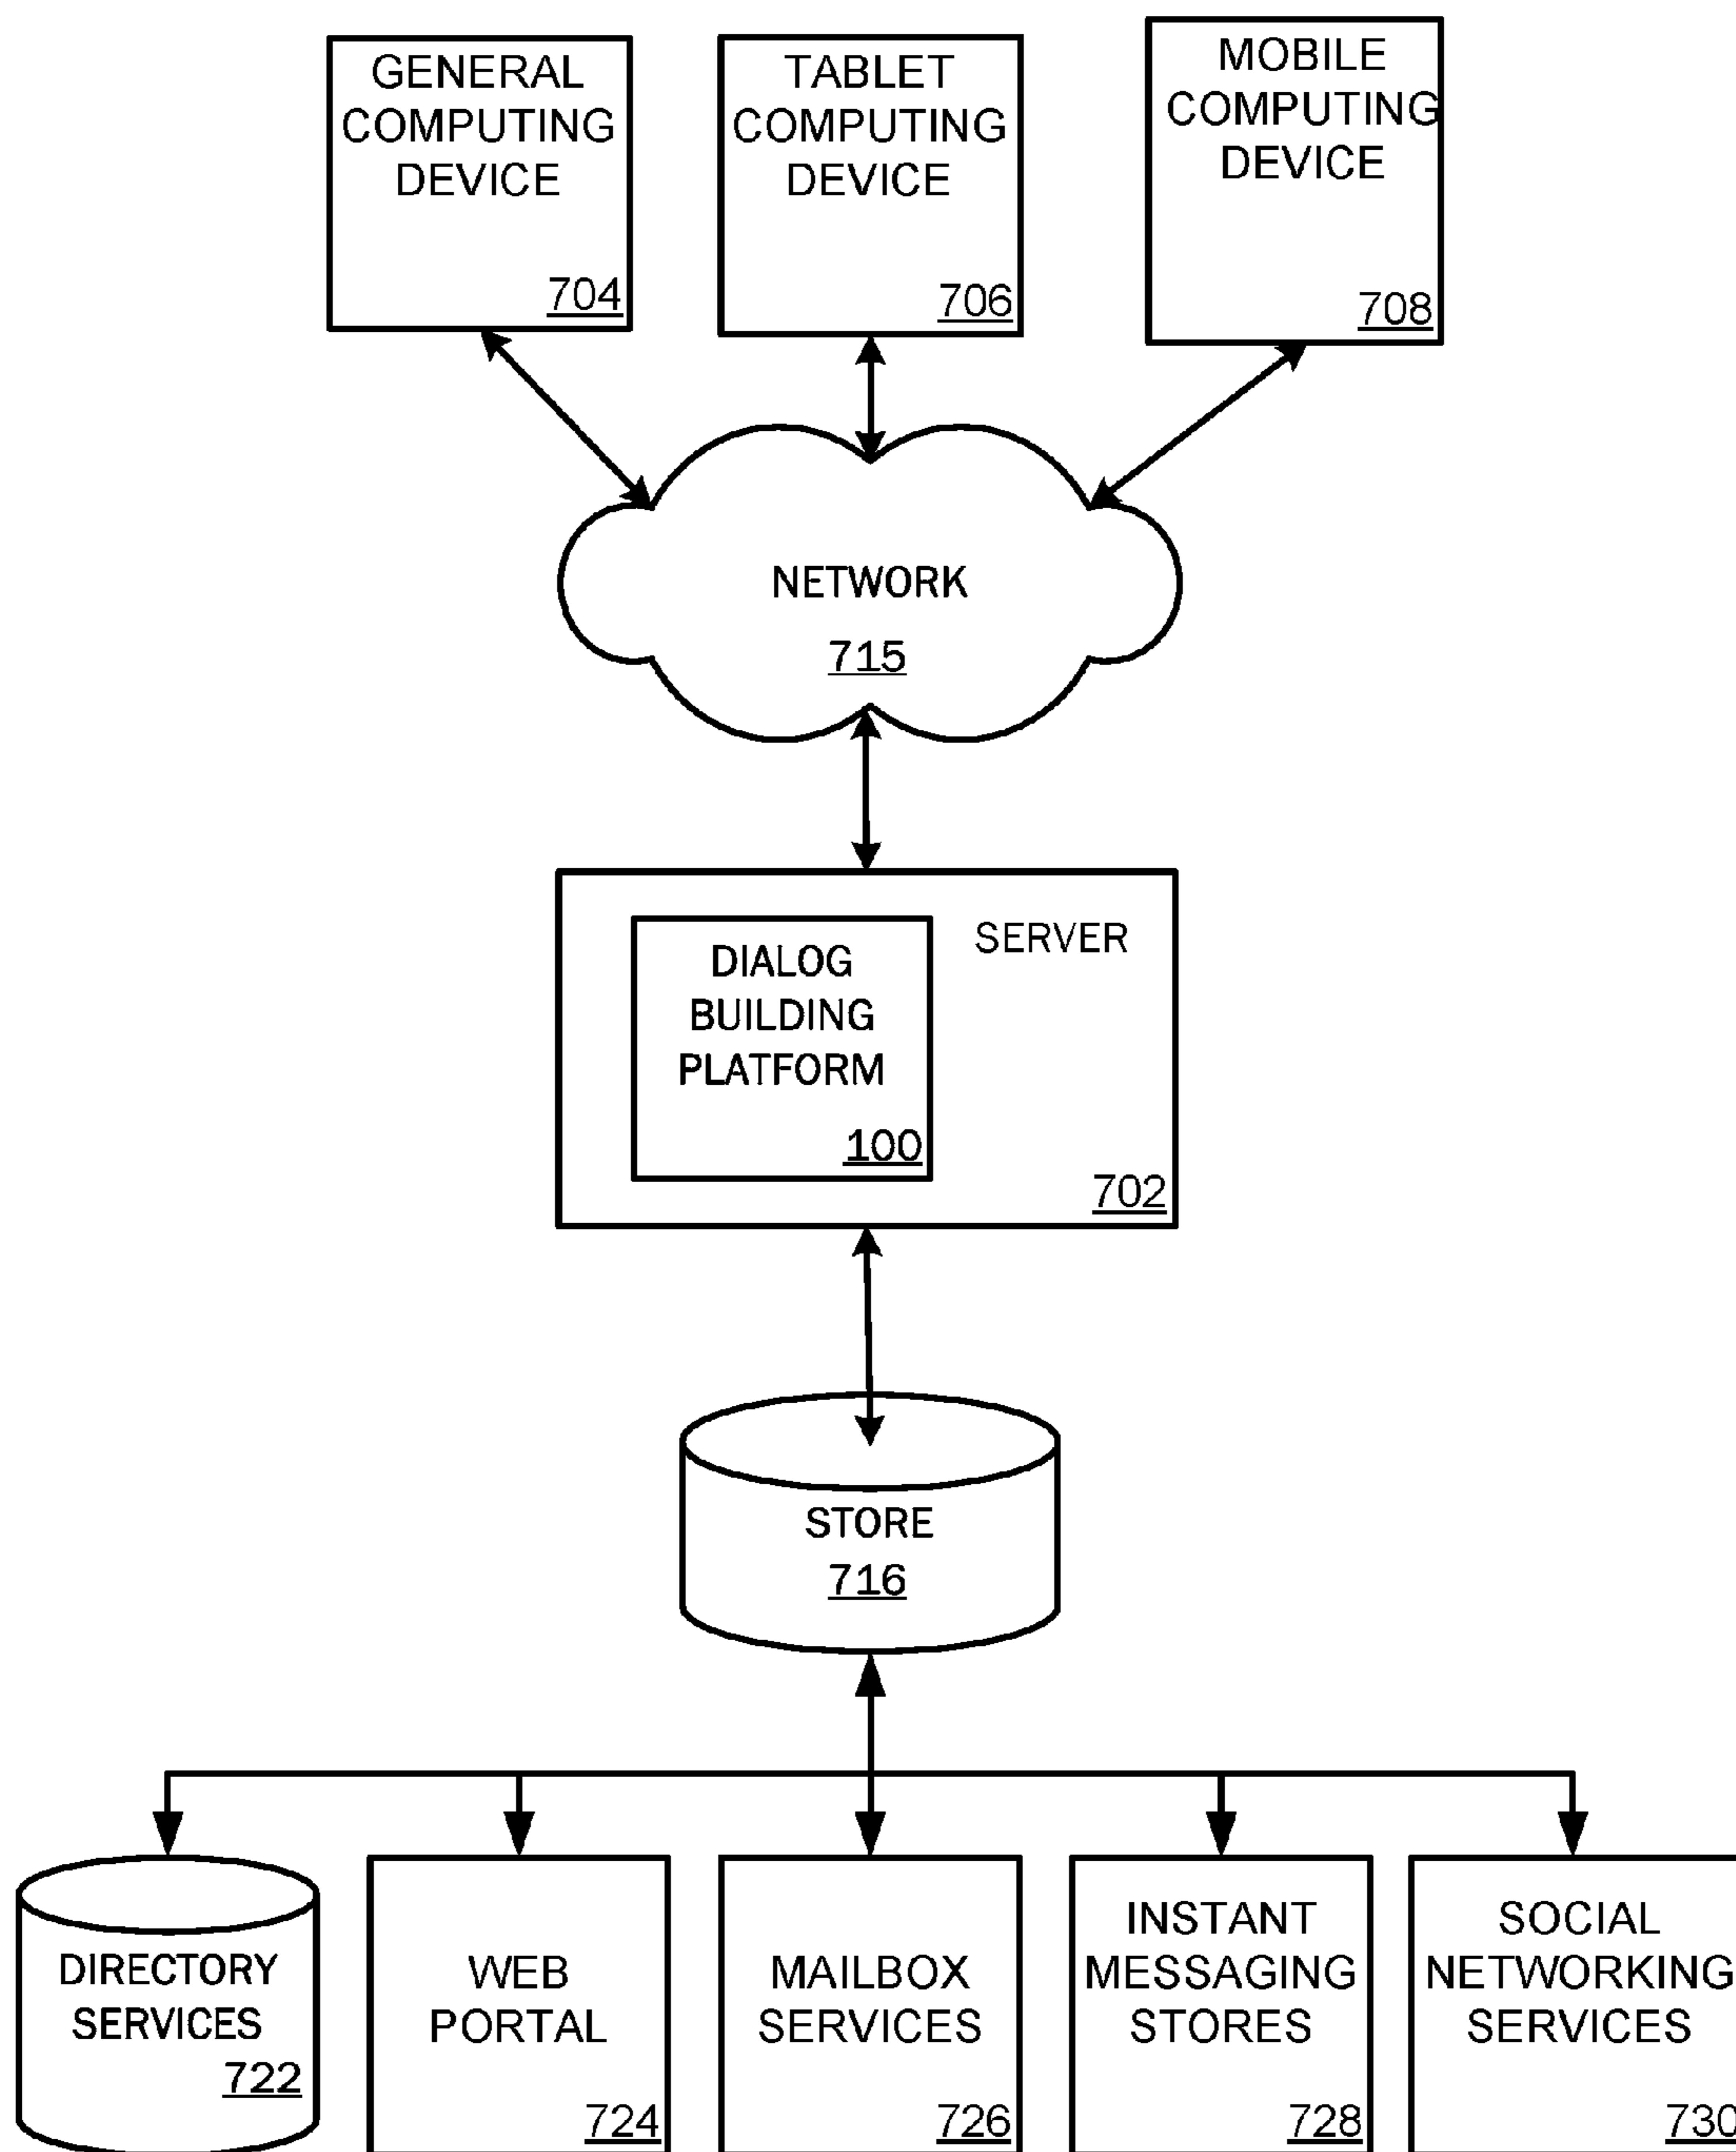 GENERAL
COMPUTING
DEVICE
704
TABLET
COMPUTING
DEVICE
706
MOBILE
COMPUTING
DEVICE
708
NETWORK
715
SERVER
DIALOG
BUILDING
PLATFORM
100
702
STORE
716
DIRECTORY
SERVICES
722
WEB
PORTAL
724
MAILBOX
SERVICES
726
INSTANT
MESSAGING
STORES
728
SOCIAL
NETWORKING
SERVICES
730